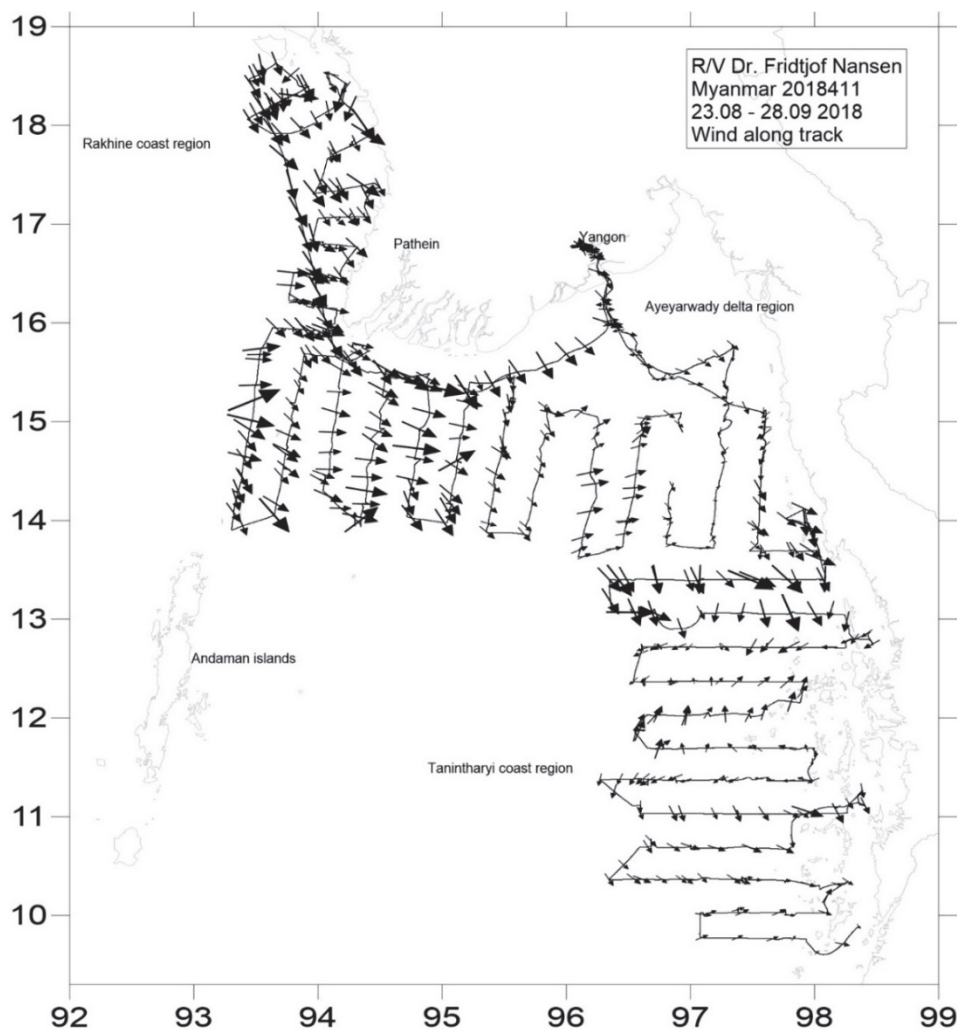 19
R/V Dr. Fridtjof Nansen
Myanmar 2018411
23.08 - 28.09 2018
Wind along track
18
Rakhine coast region
17
Pathein
Yangon
16
Ayeyarwady delta region
15
14
13
Andaman islands
12
Tanintharyi coast region
11
10
92 93 94 95 96 97 98 99